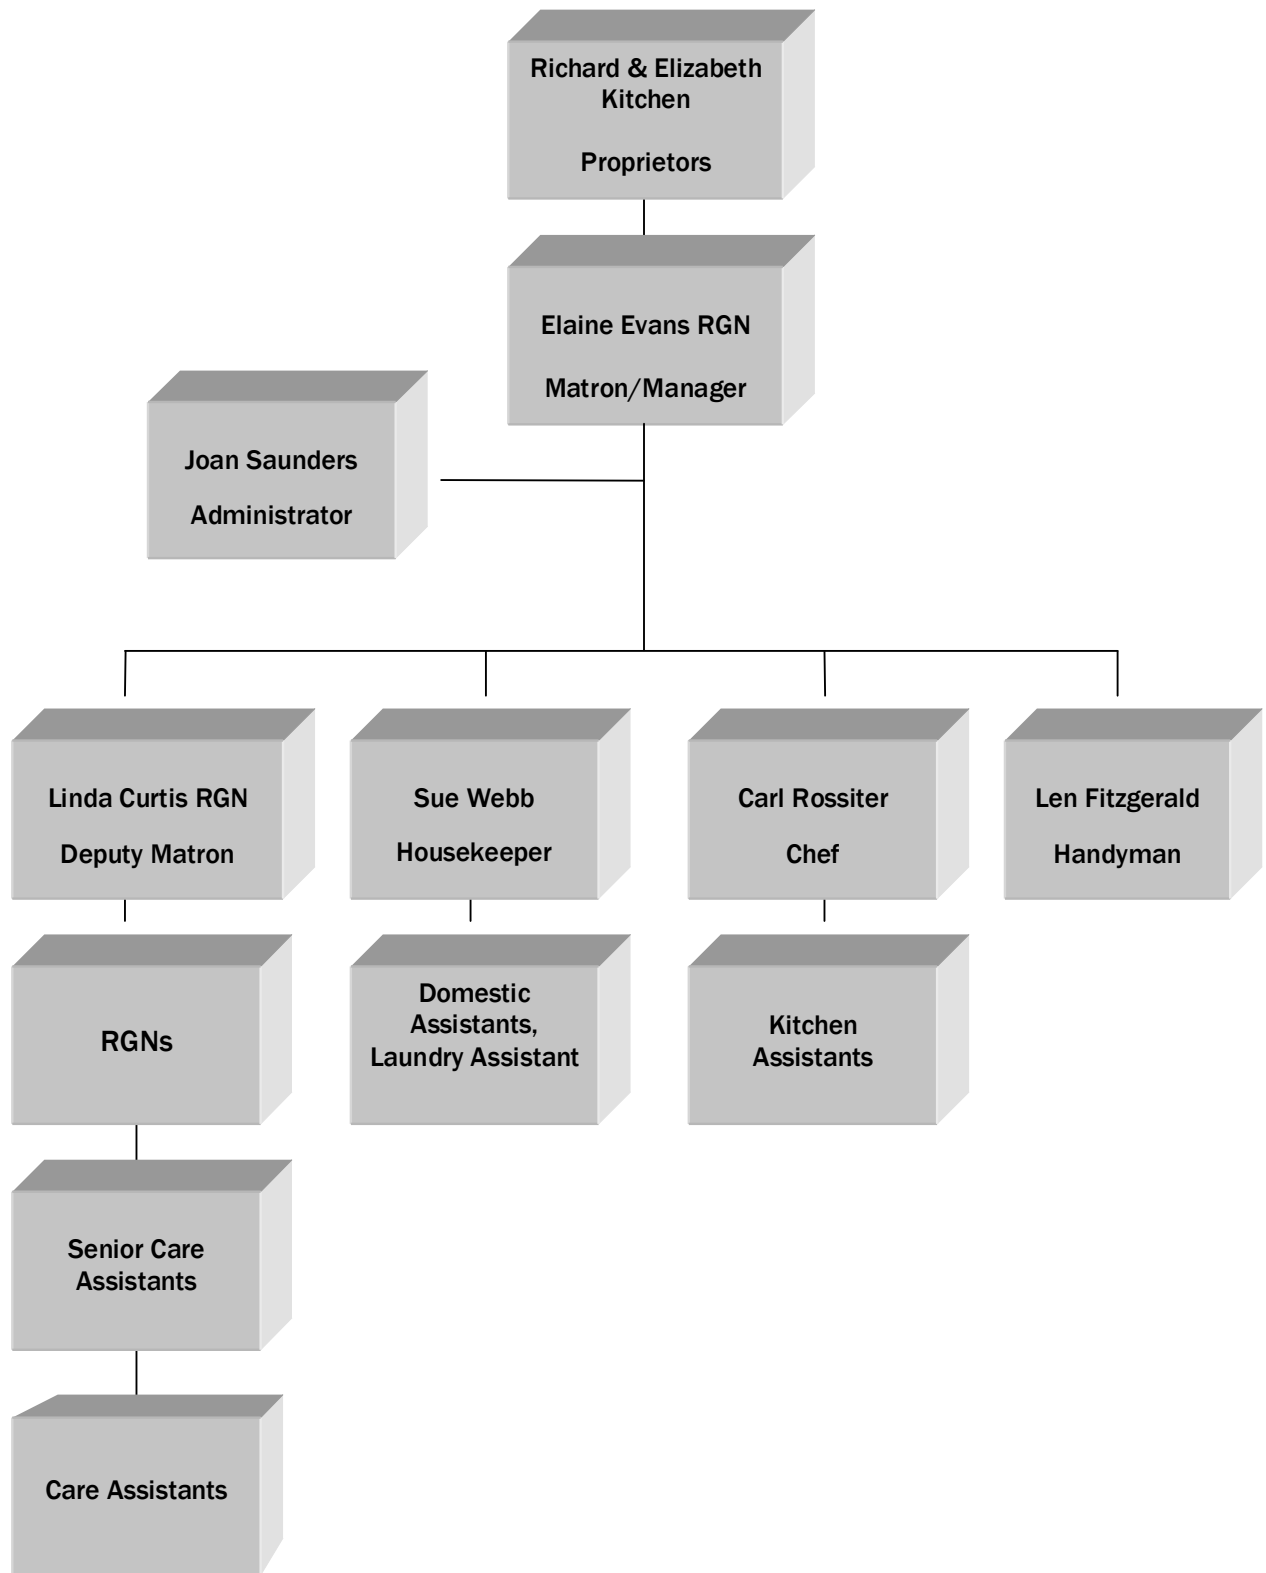 Richard & Elizabeth
Kitchen
Proprietors
Elaine Evans RGN
Matron/Manager
Joan Saunders
Administrator
Linda Curtis RGN
Deputy Matron
Sue Webb
Housekeeper
Carl Rossiter
Chef
Len Fitzgerald
Handyman
RGNs
Domestic
Assistants,
Laundry Assistant
Kitchen
Assistants
Senior Care
Assistants
Care Assistants